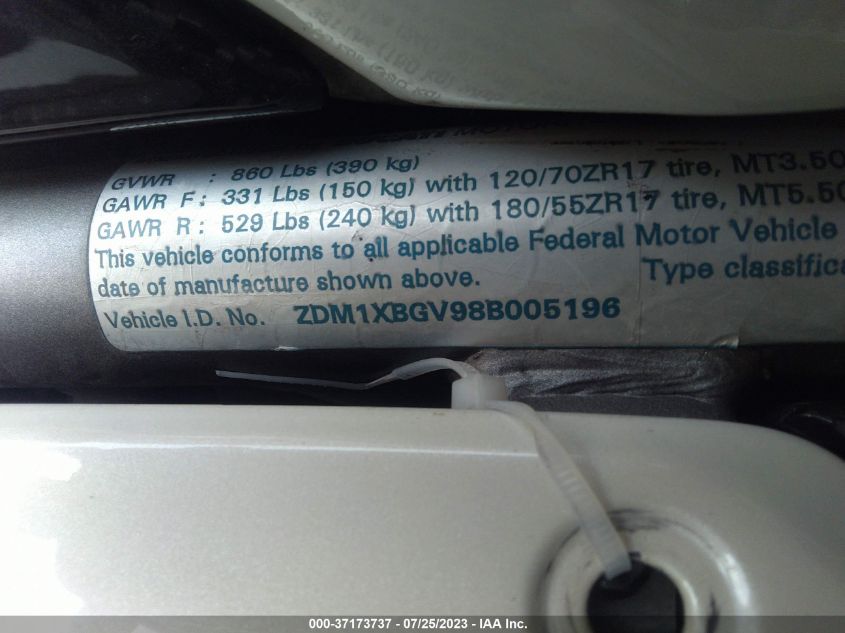 GVWR : 860 Lbs (390 kg)
GAWR F: 331 Lbs (150 kg) with 120/70ZR17 tire, MT3.50
GAWR R: 529 Lbs (240 kg) with 180/55ZR17 tire, MT5.50
This vehicle conforms to all applicable Federal Motor Vehicle
date of manufacture shown above. Type classifica
Vehicle I.D. No. ZDM1XBGV98B005196
000-37173737 - 07/25/2023 - IAA Inc.